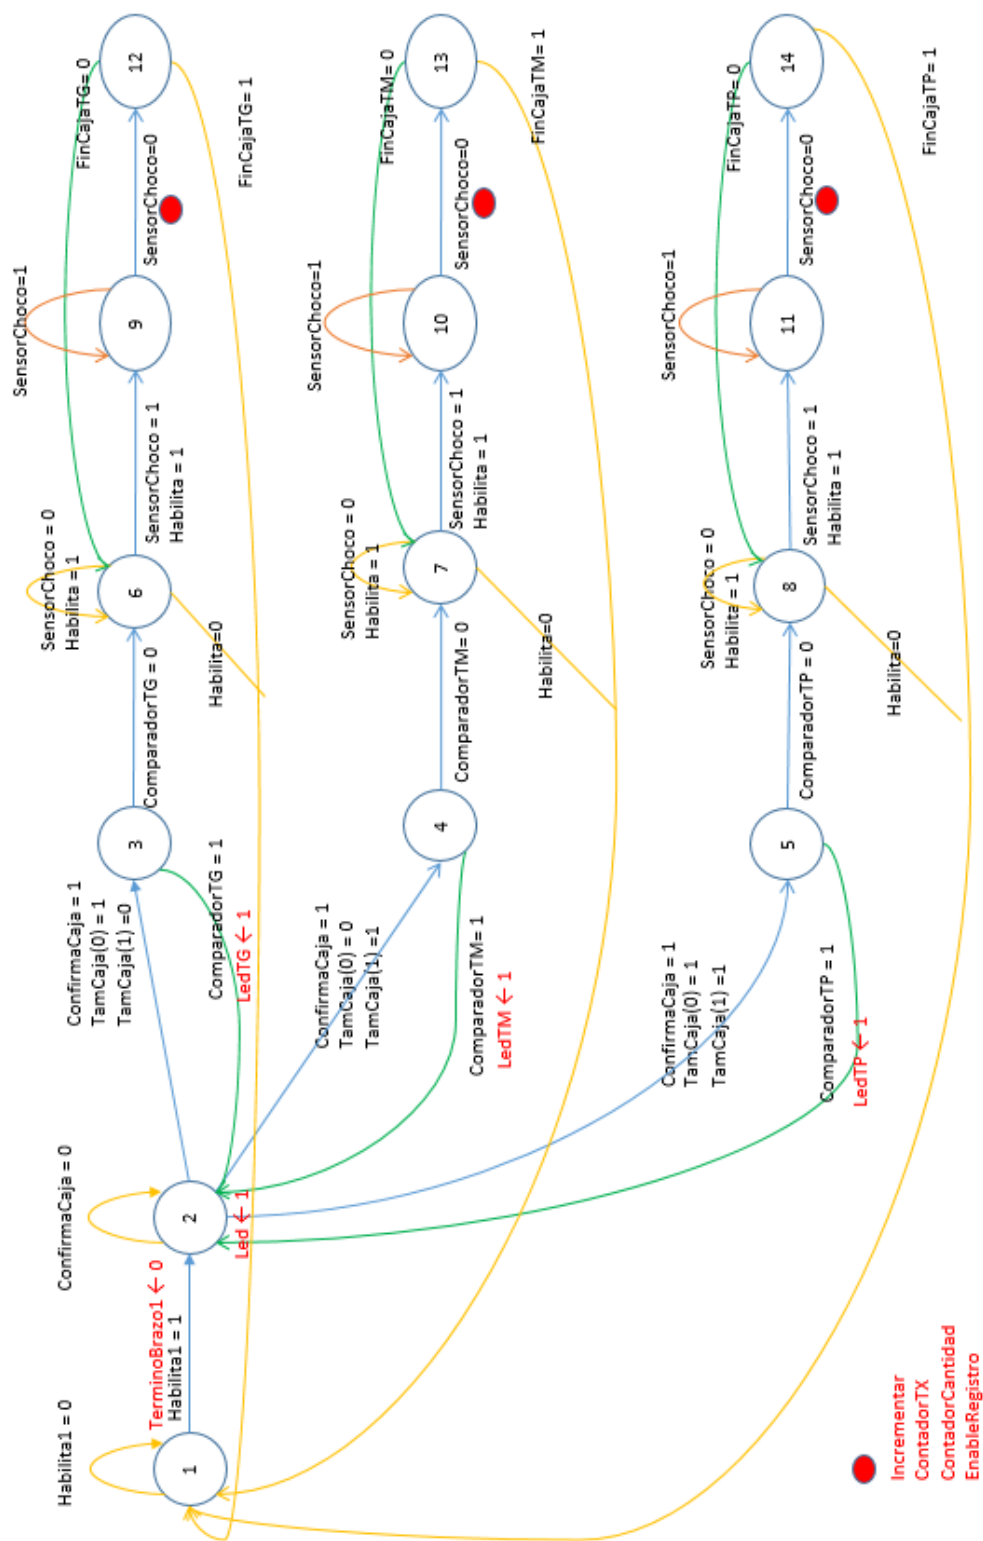 Habilita1 = 0
1
TerminoBrazo1 ← 0
Habilita1 = 1
ConfirmaCaja = 0
2
Led ← 1
ConfirmaCaja = 1
TamCaja(0) = 1
TamCaja(1) =0
3
ComparadorTG = 1
LedTG ← 1
ComparadorTG = 0
SensorChoco = 0
Habilita = 1
6
Habilita=0
SensorChoco = 1
Habilita = 1
SensorChoco=1
9
SensorChoco=0
FinCajaTG= 0
12
FinCajaTG= 1
ConfirmaCaja = 1
TamCaja(0) = 0
TamCaja(1) =1
4
ComparadorTM= 1
LedTM ← 1
ComparadorTM= 0
SensorChoco = 0
Habilita = 1
7
Habilita=0
SensorChoco = 1
Habilita = 1
SensorChoco=1
10
SensorChoco=0
FinCajaTM= 0
13
FinCajaTM= 1
ConfirmaCaja = 1
TamCaja(0) = 1
TamCaja(1) =1
5
ComparadorTP = 1
LedTP ← 1
ComparadorTP = 0
SensorChoco = 0
Habilita = 1
8
Habilita=0
SensorChoco = 1
Habilita = 1
SensorChoco=1
11
SensorChoco=0
FinCajaTP= 0
14
FinCajaTP= 1
Incrementar
ContadorTX
ContadorCantidad
EnableRegistro